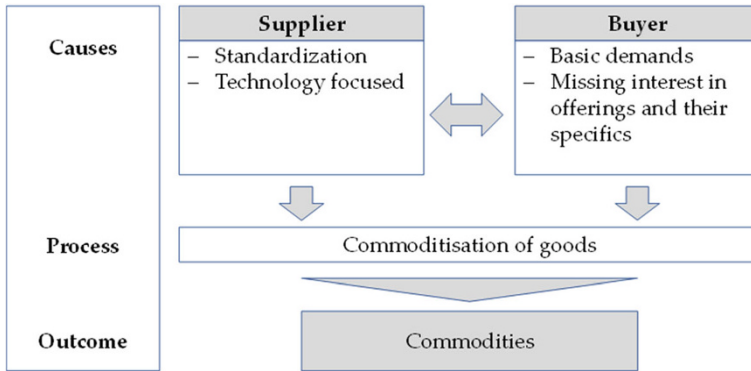 Causes
Supplier
– Standardization
– Technology focused
Buyer
– Basic demands
– Missing interest in
offerings and their
specifics
Process
Commoditisation of goods
Outcome
Commodities